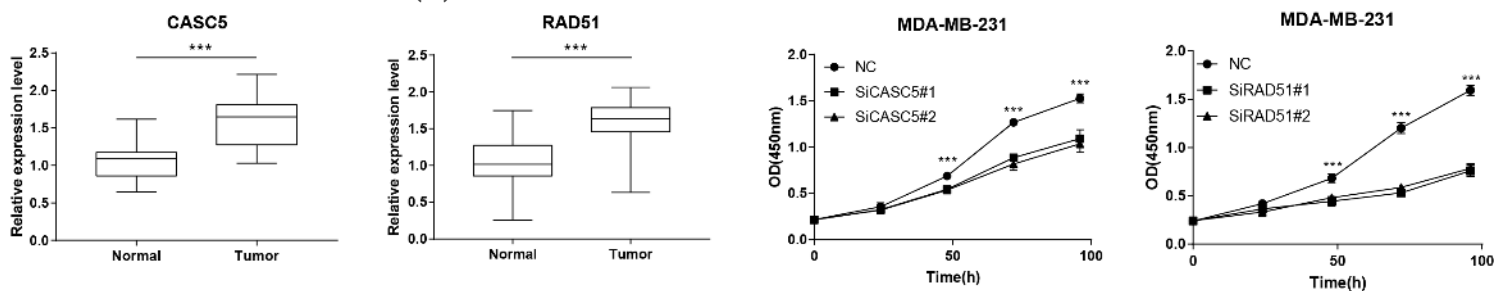 CASC5
***
Relative expression level
2.5
2.0
1.5
1.0
0.5
0.0
Normal
Tumor
RAD51
***
Relative expression level
2.5
2.0
1.5
1.0
0.5
0.0
Normal
Tumor
MDA-MB-231
OD(450nm)
2.0
1.5
1.0
0.5
0.0
NC
SiCASC5#1
SiCASC5#2
***
***
***
0
50
100
Time(h)
MDA-MB-231
OD(450nm)
2.0
1.5
1.0
0.5
0.0
NC
SiRAD51#1
SiRAD51#2
***
***
***
0
50
100
Time(h)